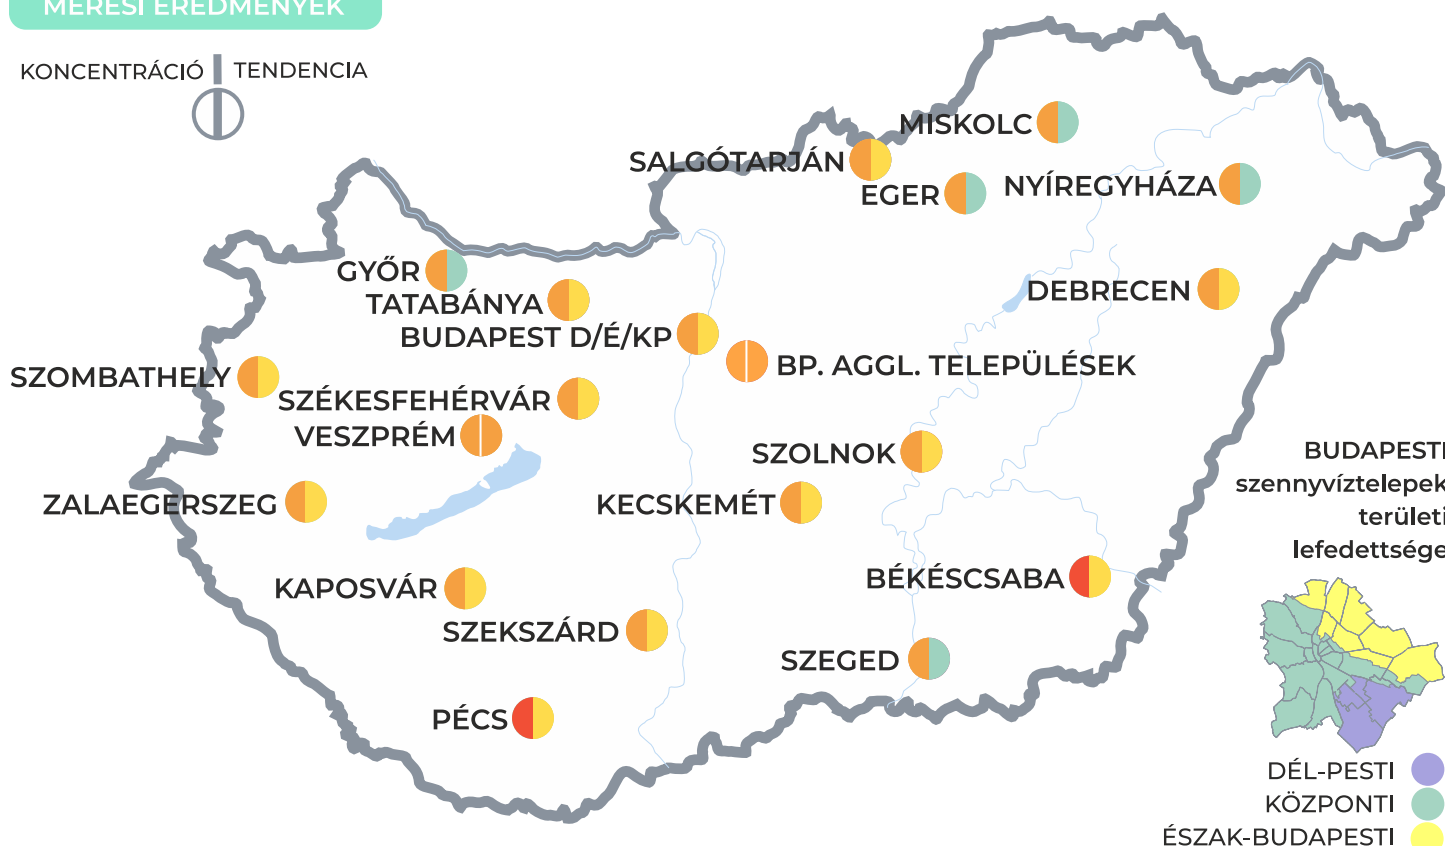 MÉRÉSI EREDMÉNYEK
KONCENTRÁCIÓ
TENDENCIA
MISKOLC
SALGÓTARJÁN
EGER
NYÍREGYHÁZA
GYŐR
TATABÁNYA
DEBRECEN
BUDAPEST D/É/KP
BP. AGGL. TELEPÜLÉSEK
SZOMBATHELY
SZÉKESFEHÉRVÁR
VESZPRÉM
SZOLNOK
ZALAEGERSZEG
KECSKEMÉT
BÉKÉSCSABA
KAPOSVÁR
SZEKSZÁRD
SZEGED
PÉCS
BUDAPESTI
szennyvíztelepek
területi
lefedettsége
DÉL-PESTI
KÖZPONTI
ÉSZAK-BUDAPESTI